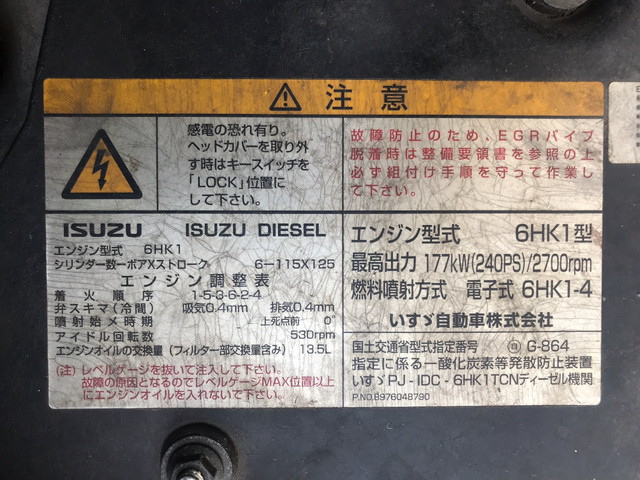 注意
感電の恐れ有り。
ヘッドカバーを取り外
す時はキースイッチを
「LOCK」位置に
して下さい。
故障防止のため、EGRパイプ
脱着時は整備要領書を参照の上
必ず組付け手順を守って作業し
て下さい。
ISUZU ISUZU DIESEL
エンジン型式 6HK1
シリンダー数ーボアXストローク 6-115X125
エンジン調整表
着火順序 1-5-3-6-2-4
弁スキマ(冷間) 吸気0.4mm 排気0.4mm
噴射始メ時期 上死点前 0°
アイドル回転数 530rpm
エンジンオイルの交換量(フィルター部交換量含み) 13.5L
(注)レベルゲージを抜いて注入して下さい。
故障の原因となるのでレベルゲージMAX位置以上
にエンジンオイルを入れないで下さい。
エンジン型式 6HK1型
最高出力 177kW(240PS)/2700rpm
燃料噴射方式 電子式 6HK1-4
いすゞ自動車株式会社
国土交通省型式指定番号 自 G-864
指定に係る一酸化炭素等発散防止装置
いすゞPJ-IDC-6HK1TCNディーゼル機関
P.NO.8976048790